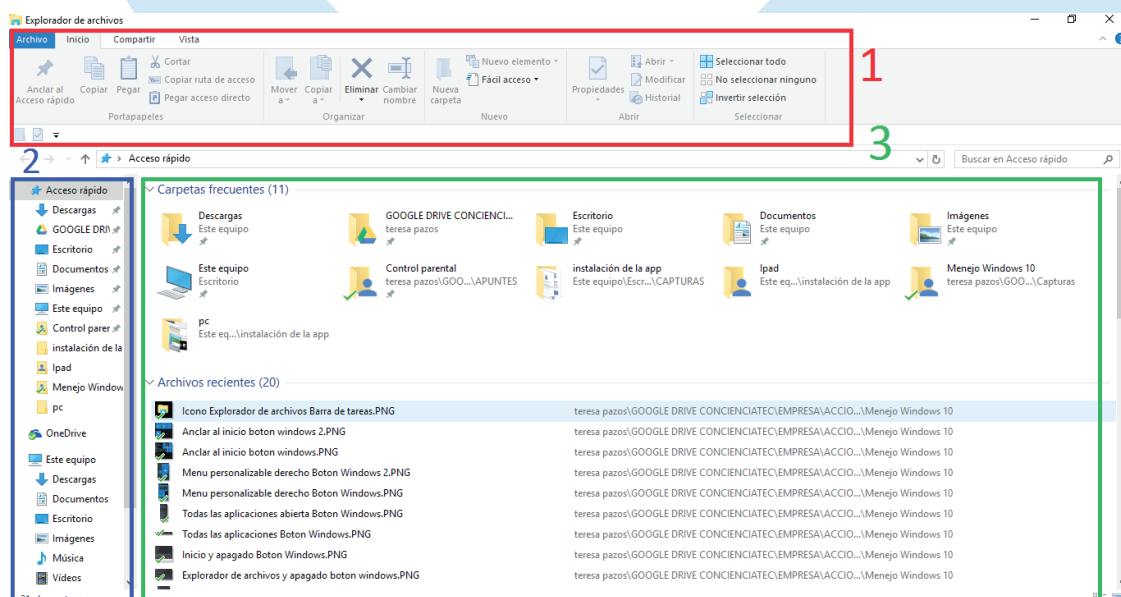 Explorador de archivos
Archivo Inicio Compartir Vista
Anclar al Acceso rápido
Copiar
Pegar
Cortar
Copiar ruta de acceso
Pegar acceso directo
Portapapeles
Mover a
Copiar a
Eliminar
Cambiar nombre
Organizar
Nueva carpeta
Nuevo elemento
Fácil acceso
Nuevo
Propiedades
Abrir
Modificar
Historial
Abrir
Seleccionar todo
No seleccionar ninguno
Invertir selección
Seleccionar
1
2
3
Acceso rápido
Buscar en Acceso rápido
Acceso rápido
Descargas
GOOGLE DRIV
Escritorio
Documentos
Imágenes
Este equipo
Control paren
instalación de la
Ipad
Menejo Window
pc
OneDrive
Este equipo
Descargas
Documentos
Escritorio
Imágenes
Música
Vídeos
Carpetas frecuentes (11)
Descargas
Este equipo
GOOGLE DRIVE CONCIENCI...
teresa pazos
Escritorio
Este equipo
Documentos
Este equipo
Imágenes
Este equipo
Este equipo
Escritorio
Control parental
teresa pazos\GOO...\APUNTES
instalación de la app
Este equipo\Escr...\CAPTURAS
Ipad
Este eq...\instalación de la app
Menejo Windows 10
teresa pazos\GOO...\Capturas
pc
Este eq...\instalación de la app
Archivos recientes (20)
Icono Explorador de archivos Barra de tareas.PNG teresa pazos\GOOGLE DRIVE CONCIENCIATEC\EMPRESA\ACCIO...\Menejo Windows 10
Anclar al inicio boton windows 2.PNG teresa pazos\GOOGLE DRIVE CONCIENCIATEC\EMPRESA\ACCIO...\Menejo Windows 10
Anclar al inicio boton windows.PNG teresa pazos\GOOGLE DRIVE CONCIENCIATEC\EMPRESA\ACCIO...\Menejo Windows 10
Menu personalizable derecho Boton Windows 2.PNG teresa pazos\GOOGLE DRIVE CONCIENCIATEC\EMPRESA\ACCIO...\Menejo Windows 10
Menu personalizable derecho Boton Windows.PNG teresa pazos\GOOGLE DRIVE CONCIENCIATEC\EMPRESA\ACCIO...\Menejo Windows 10
Todas las aplicaciones abierta Boton Windows.PNG teresa pazos\GOOGLE DRIVE CONCIENCIATEC\EMPRESA\ACCIO...\Menejo Windows 10
Todas las aplicaciones Boton Windows.PNG teresa pazos\GOOGLE DRIVE CONCIENCIATEC\EMPRESA\ACCIO...\Menejo Windows 10
Inicio y apagado Boton Windows.PNG teresa pazos\GOOGLE DRIVE CONCIENCIATEC\EMPRESA\ACCIO...\Menejo Windows 10
Explorador de archivos y apagado boton windows.PNG teresa pazos\GOOGLE DRIVE CONCIENCIATEC\EMPRESA\ACCIO...\Menejo Windows 10